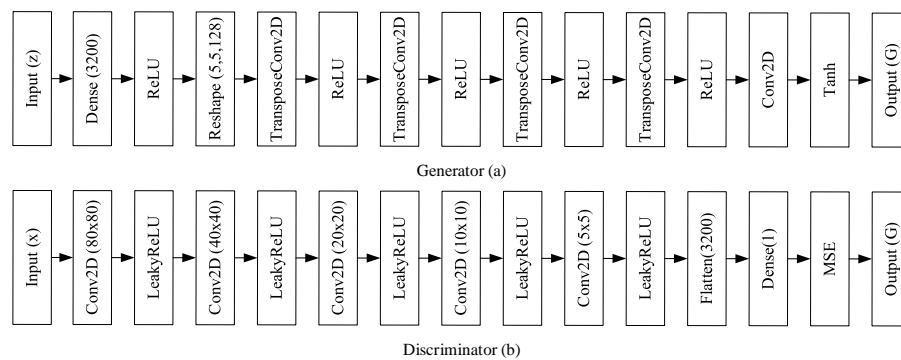 Input (z)
Dense (3200)
ReLU
Reshape (5,5,128)
TransposeConv2D
ReLU
TransposeConv2D
ReLU
TransposeConv2D
ReLU
TransposeConv2D
ReLU
Conv2D
Tanh
Output (G)
Generator (a)
Input (x)
Conv2D (80x80)
LeakyReLU
Conv2D (40x40)
LeakyReLU
Conv2D (20x20)
LeakyReLU
Conv2D (10x10)
LeakyReLU
Conv2D (5x5)
LeakyReLU
Flatten(3200)
Dense(1)
MSE
Output (G)
Discriminator (b)